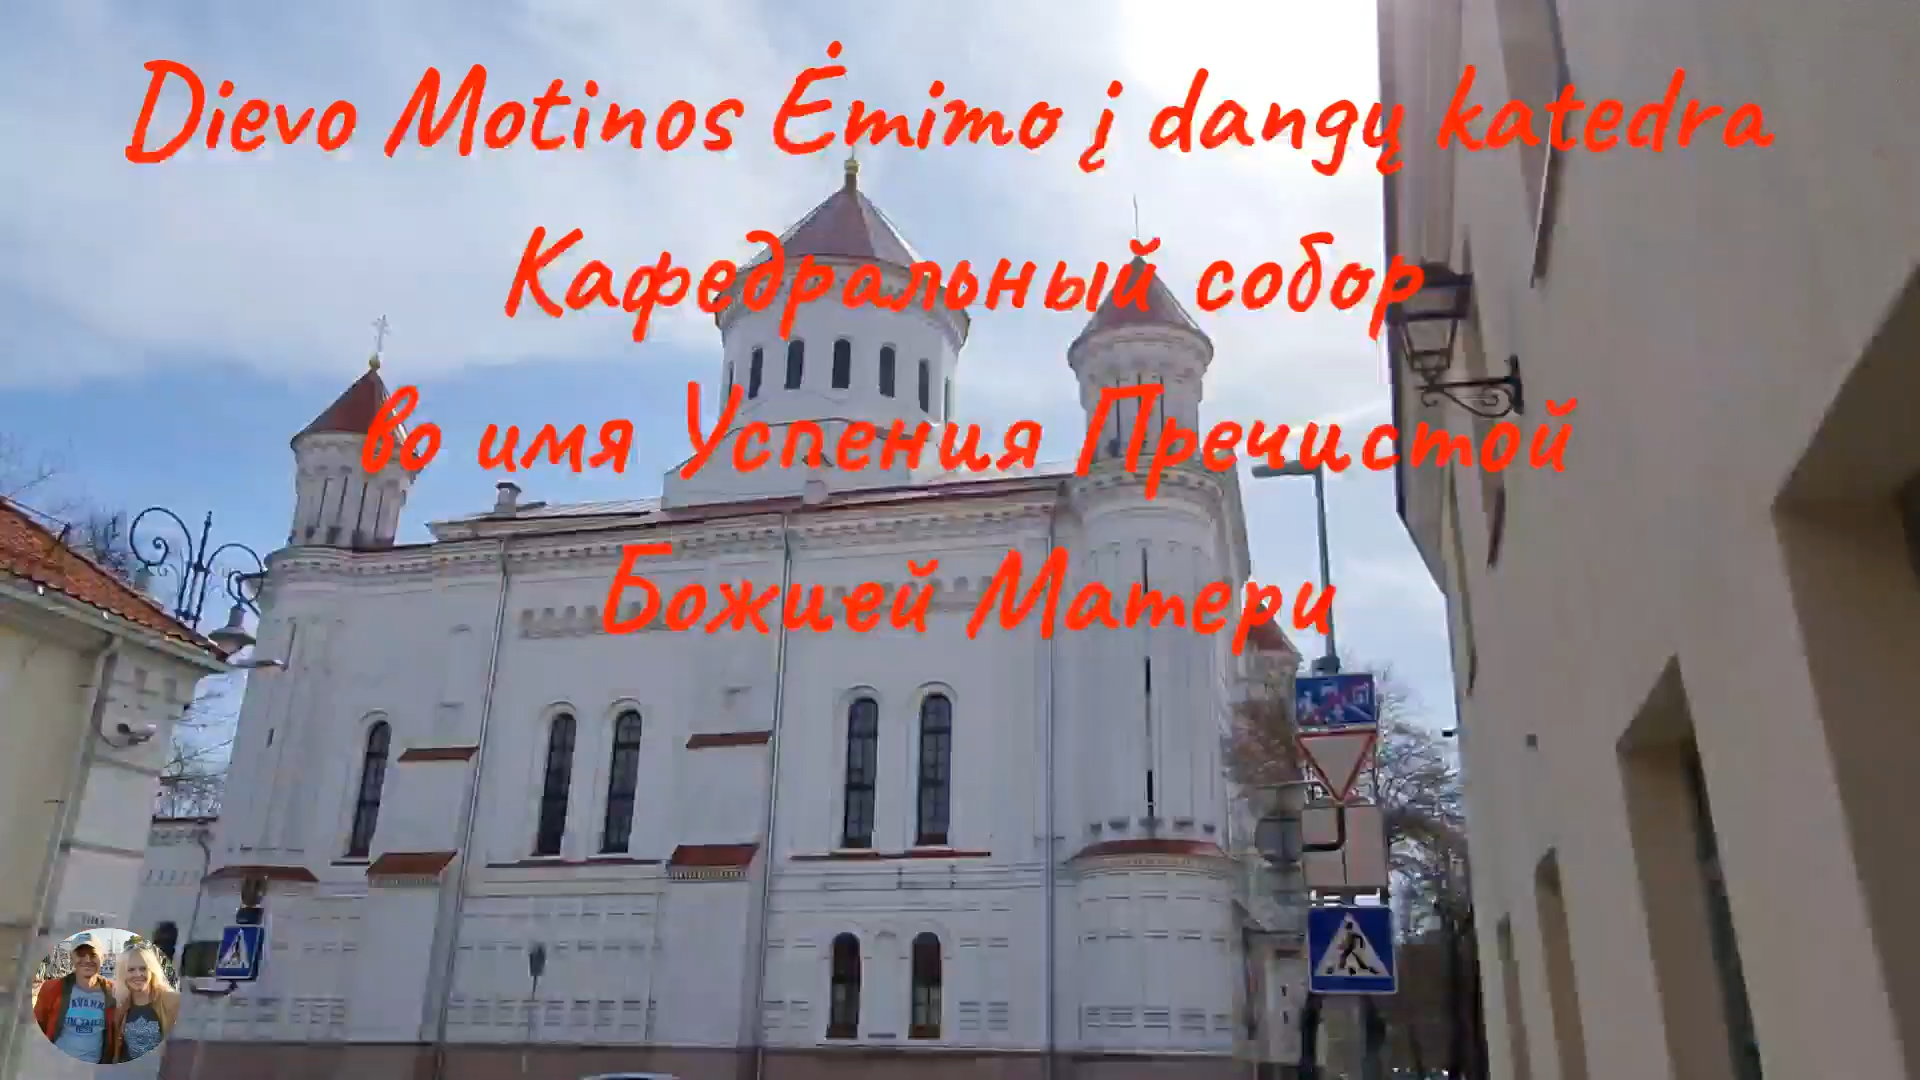 Dievo Motinos Ėmimo į dangų katedra
Кафедральный собор
во имя Успения Пречистой
Божией Матери